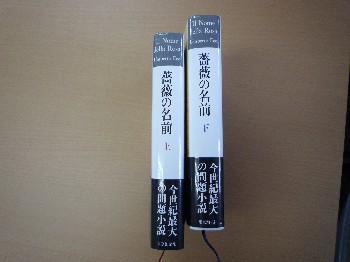 Il Nome
della Rosa
Umberto Eco
薔薇の名前
上
今世紀最大
の問題小説
Il Nome
della Rosa
Umberto Eco
薔薇の名前
下
今世紀最大
の問題小説